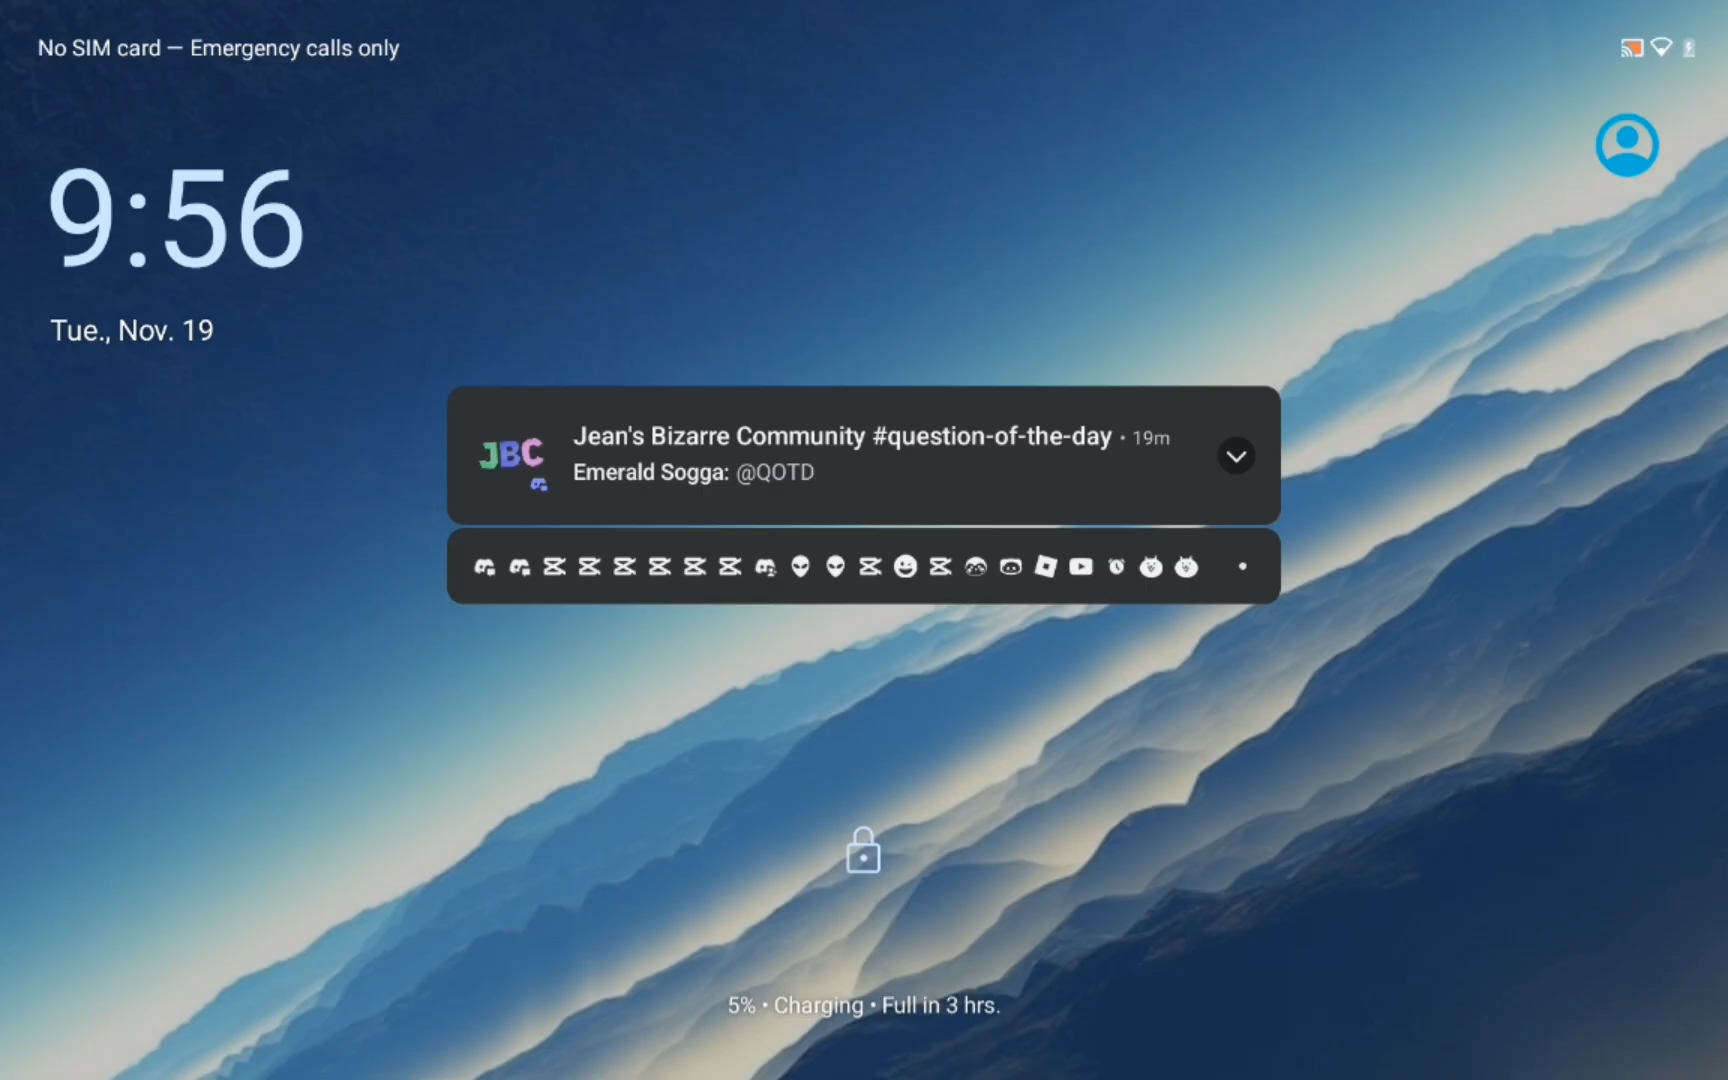 No SIM card — Emergency calls only
9:56
Tue., Nov. 19
JBC
Jean's Bizarre Community #question-of-the-day • 19m
Emerald Sogga: @QOTD
5% • Charging • Full in 3 hrs.